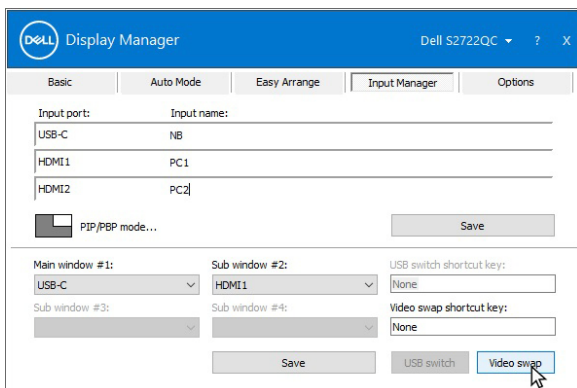 DELL Display Manager Dell S2722QC ? X
Basic Auto Mode Easy Arrange Input Manager Options
Input port: Input name:
USB-C NB
HDMI1 PC1
HDMI2 PC2
PIP/PBP mode... Save
Main window #1: Sub window #2: USB switch shortcut key:
USB-C HDMI1 None
Sub window #3: Sub window #4: Video swap shortcut key:
None
Save USB switch Video swap